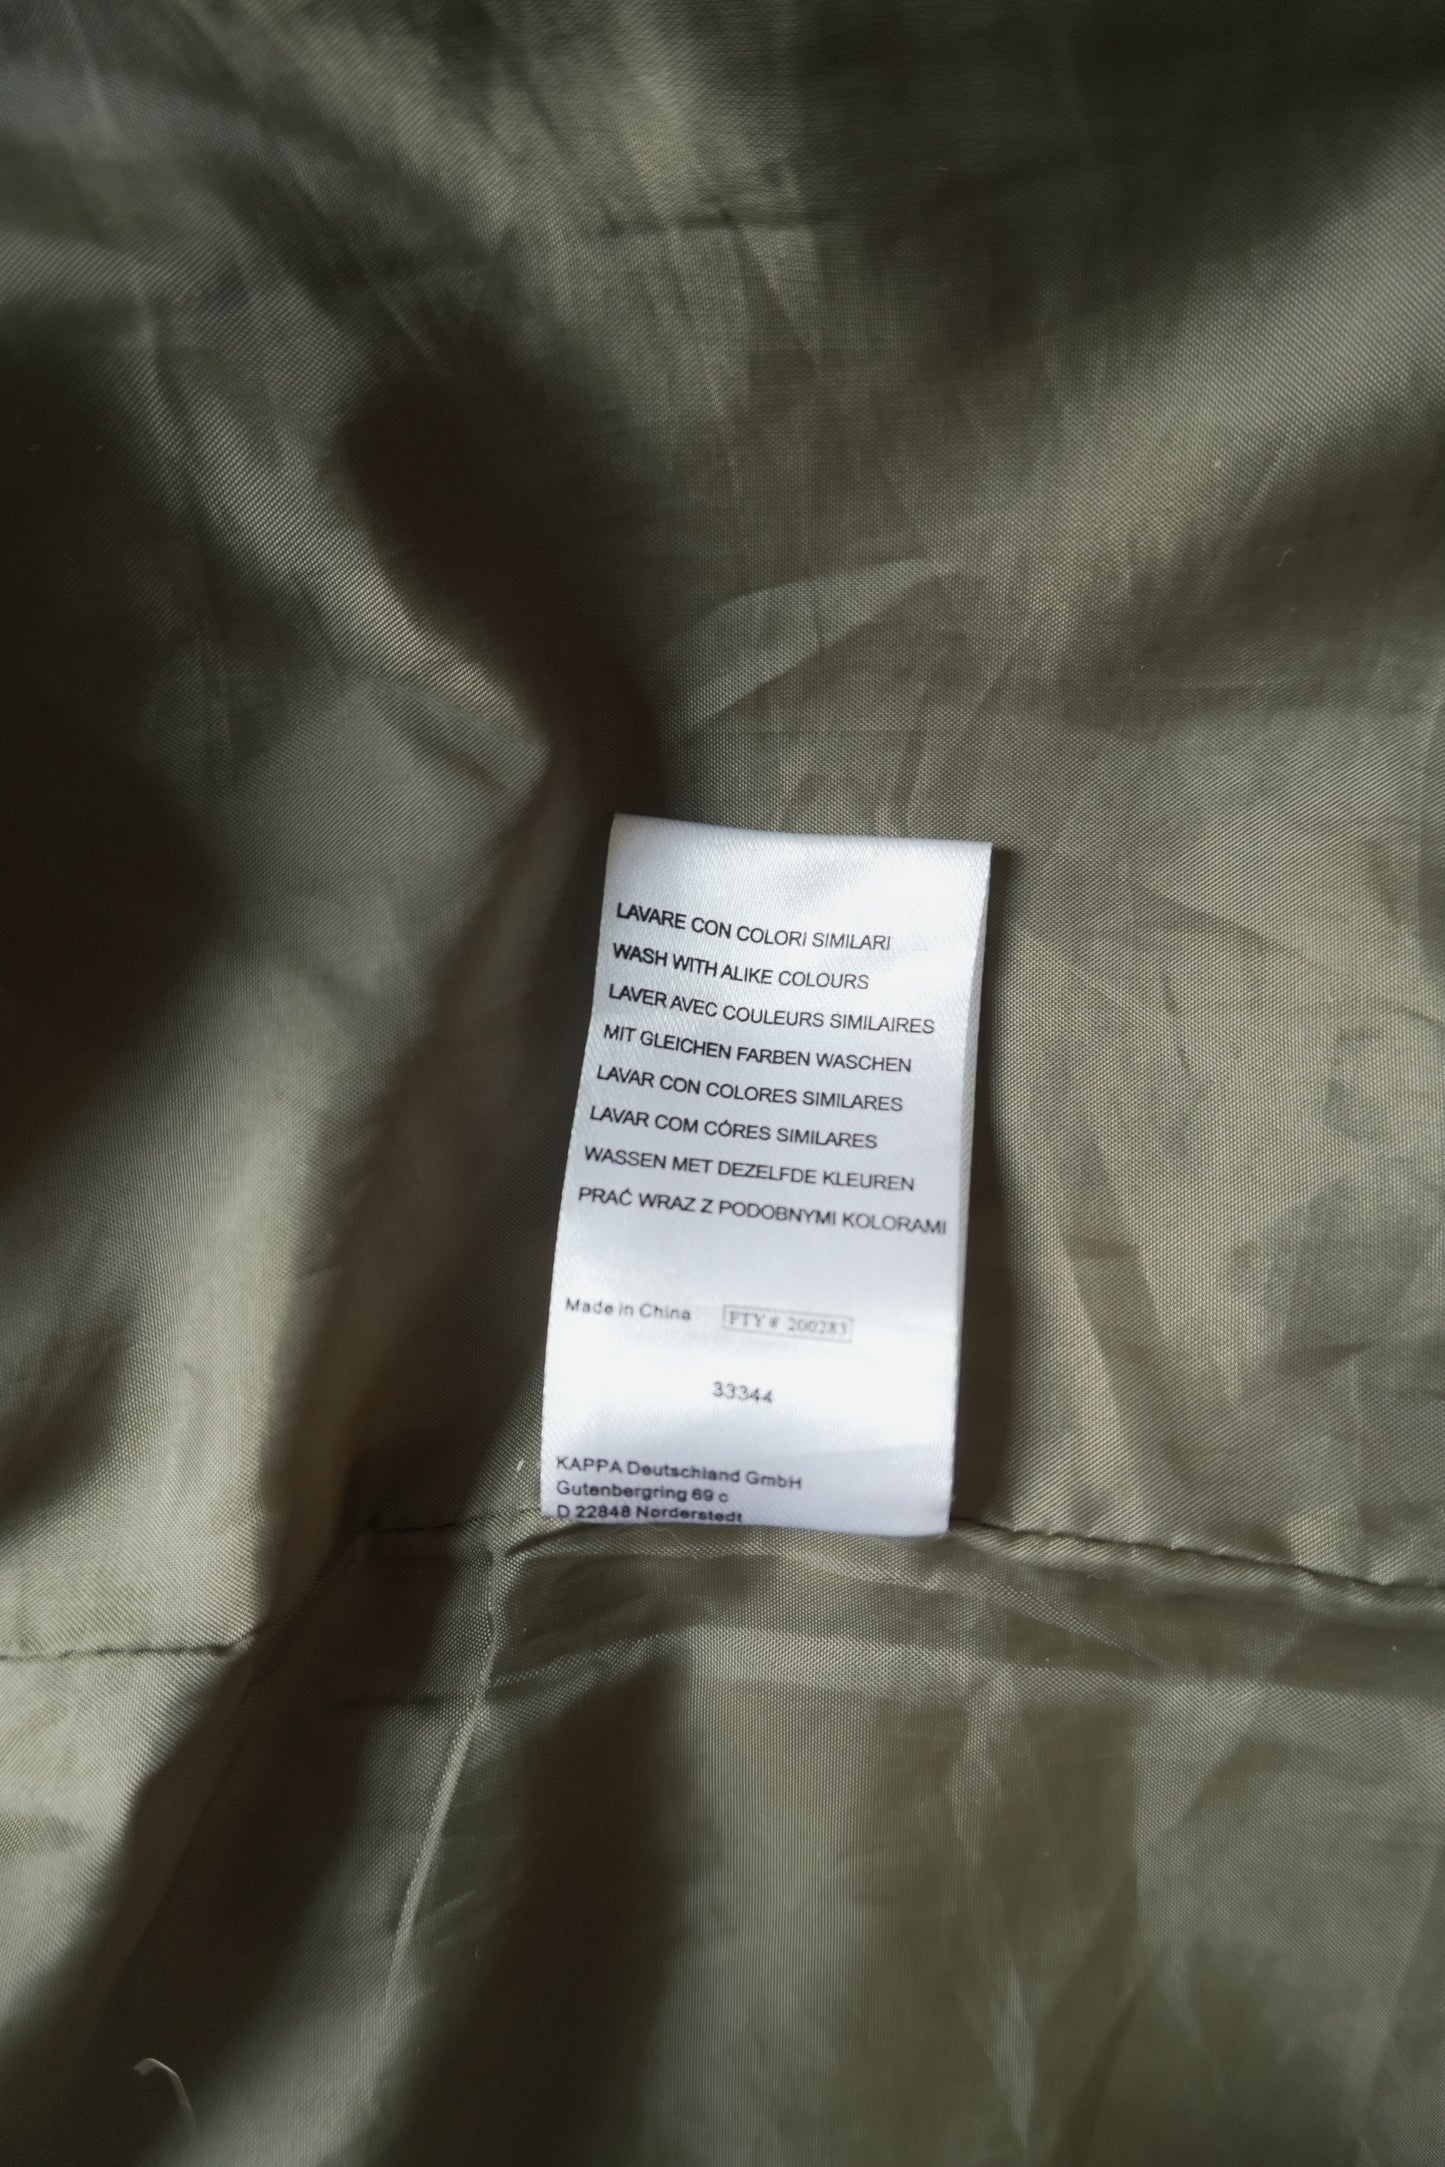 LAVARE CON COLORI SIMILARI
WASH WITH ALIKE COLOURS
LAVER AVEC COULEURS SIMILAIRES
MIT GLEICHEN FARBEN WASCHEN
LAVAR CON COLORES SIMILARES
LAVAR COM CÓRES SIMILARES
WASSEN MET DEZELFDE KLEUREN
PRAĆ WRAZ Z PODOBNYMI KOLORAMI
Made in China FTY # 200283
33344
KAPPA Deutschland GmbH
Gutenbergring 69 c
D 22848 Norderstedt